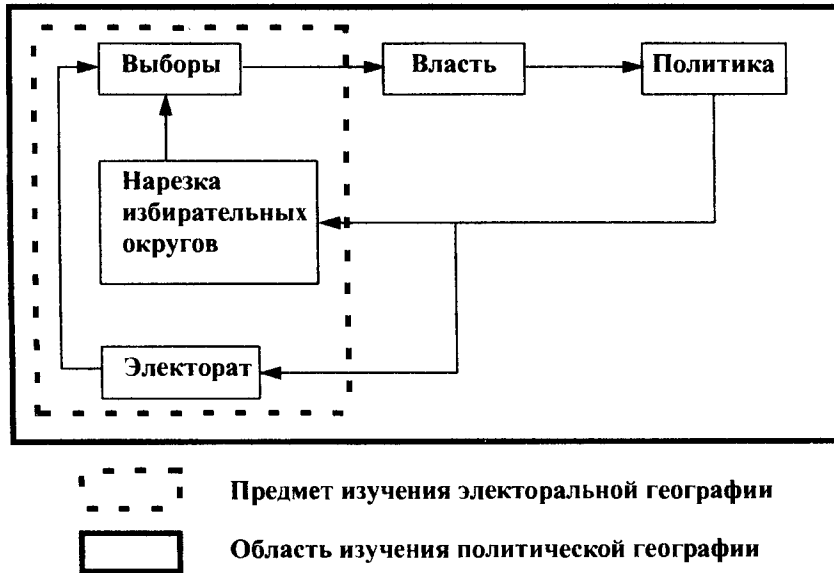 Выборы
Власть
Политика
Нарезка
избирательных
округов
Электорат
Предмет изучения электоральной географии
Область изучения политической географии